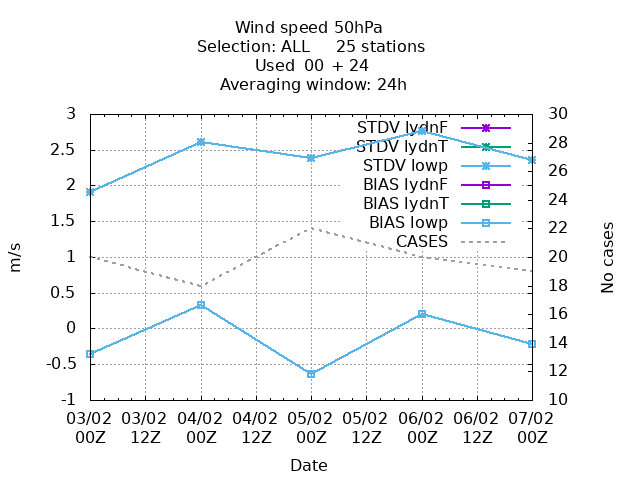 Wind speed 50hPa
Selection: ALL     25 stations
Used  00 + 24
Averaging window: 24h
3
2.5
2
1.5
1
0.5
0
-0.5
-1
m/s
30
28
26
24
22
20
18
16
14
12
10
No cases
STDV lydnF
STDV lydnT
STDV lowp
BIAS lydnF
BIAS lydnT
BIAS lowp
CASES
03/02 03/02 04/02 04/02 05/02 05/02 06/02 06/02 07/02
00Z 12Z 00Z 12Z 00Z 12Z 00Z 12Z 00Z
Date